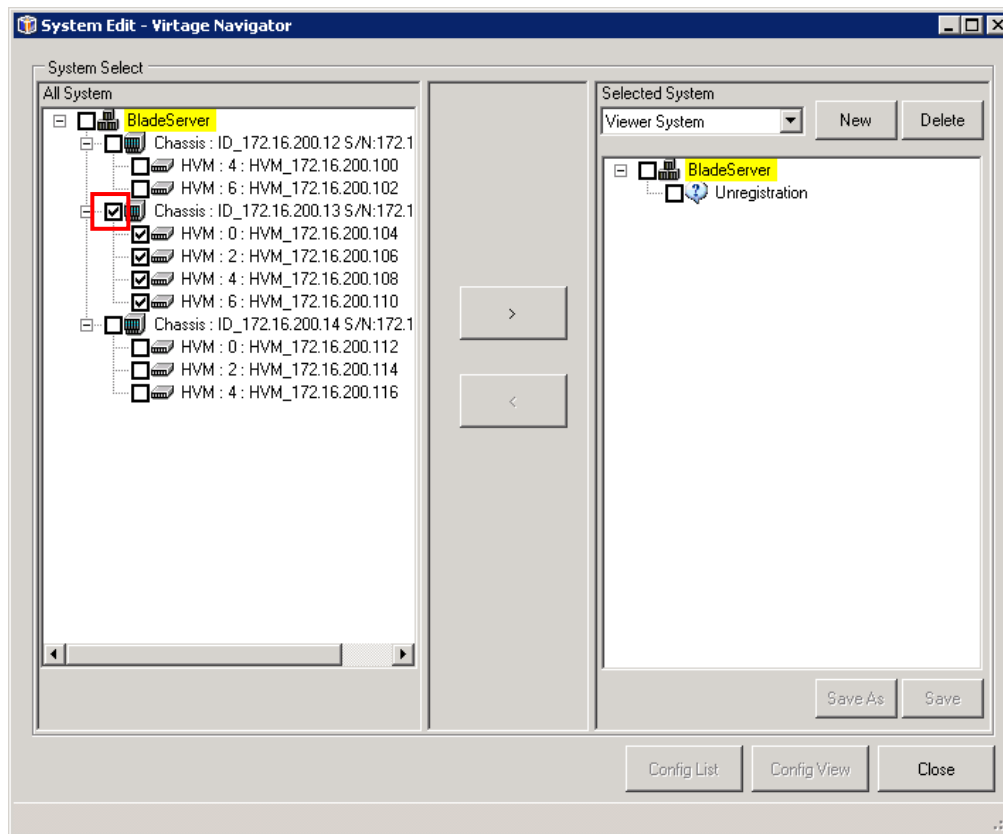 System Edit - Virtage Navigator
System Select
All System
BladeServer
Chassis : ID_172.16.200.12 S/N:172.1
HVM : 4 : HVM_172.16.200.100
HVM : 6 : HVM_172.16.200.102
Chassis : ID_172.16.200.13 S/N:172.1
HVM : 0 : HVM_172.16.200.104
HVM : 2 : HVM_172.16.200.106
HVM : 4 : HVM_172.16.200.108
HVM : 6 : HVM_172.16.200.110
Chassis : ID_172.16.200.14 S/N:172.1
HVM : 0 : HVM_172.16.200.112
HVM : 2 : HVM_172.16.200.114
HVM : 4 : HVM_172.16.200.116
>
<
Selected System
Viewer System
New
Delete
BladeServer
Unregistration
Save As
Save
Config List
Config View
Close